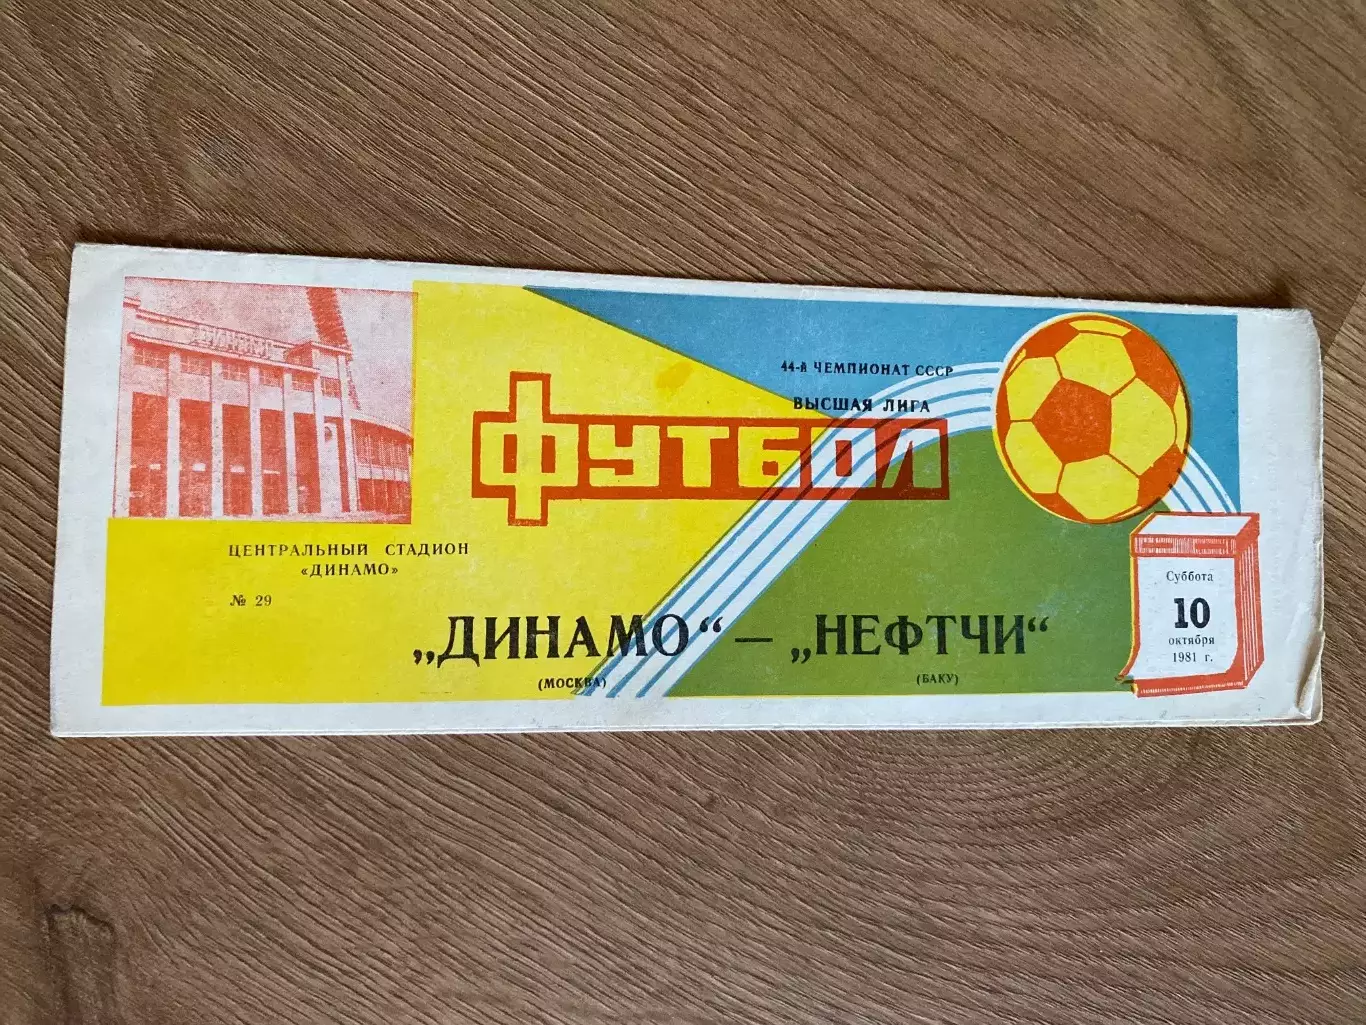 44-й ЧЕМПИОНАТ СССР
ВЫСШАЯ ЛИГА
ФУТБОЛ
ЦЕНТРАЛЬНЫЙ СТАДИОН
«ДИНАМО»
№ 29
„ДИНАМО“ — „НЕФТЧИ“
(МОСКВА) (БАКУ)
Суббота
10
октября
1981 г.